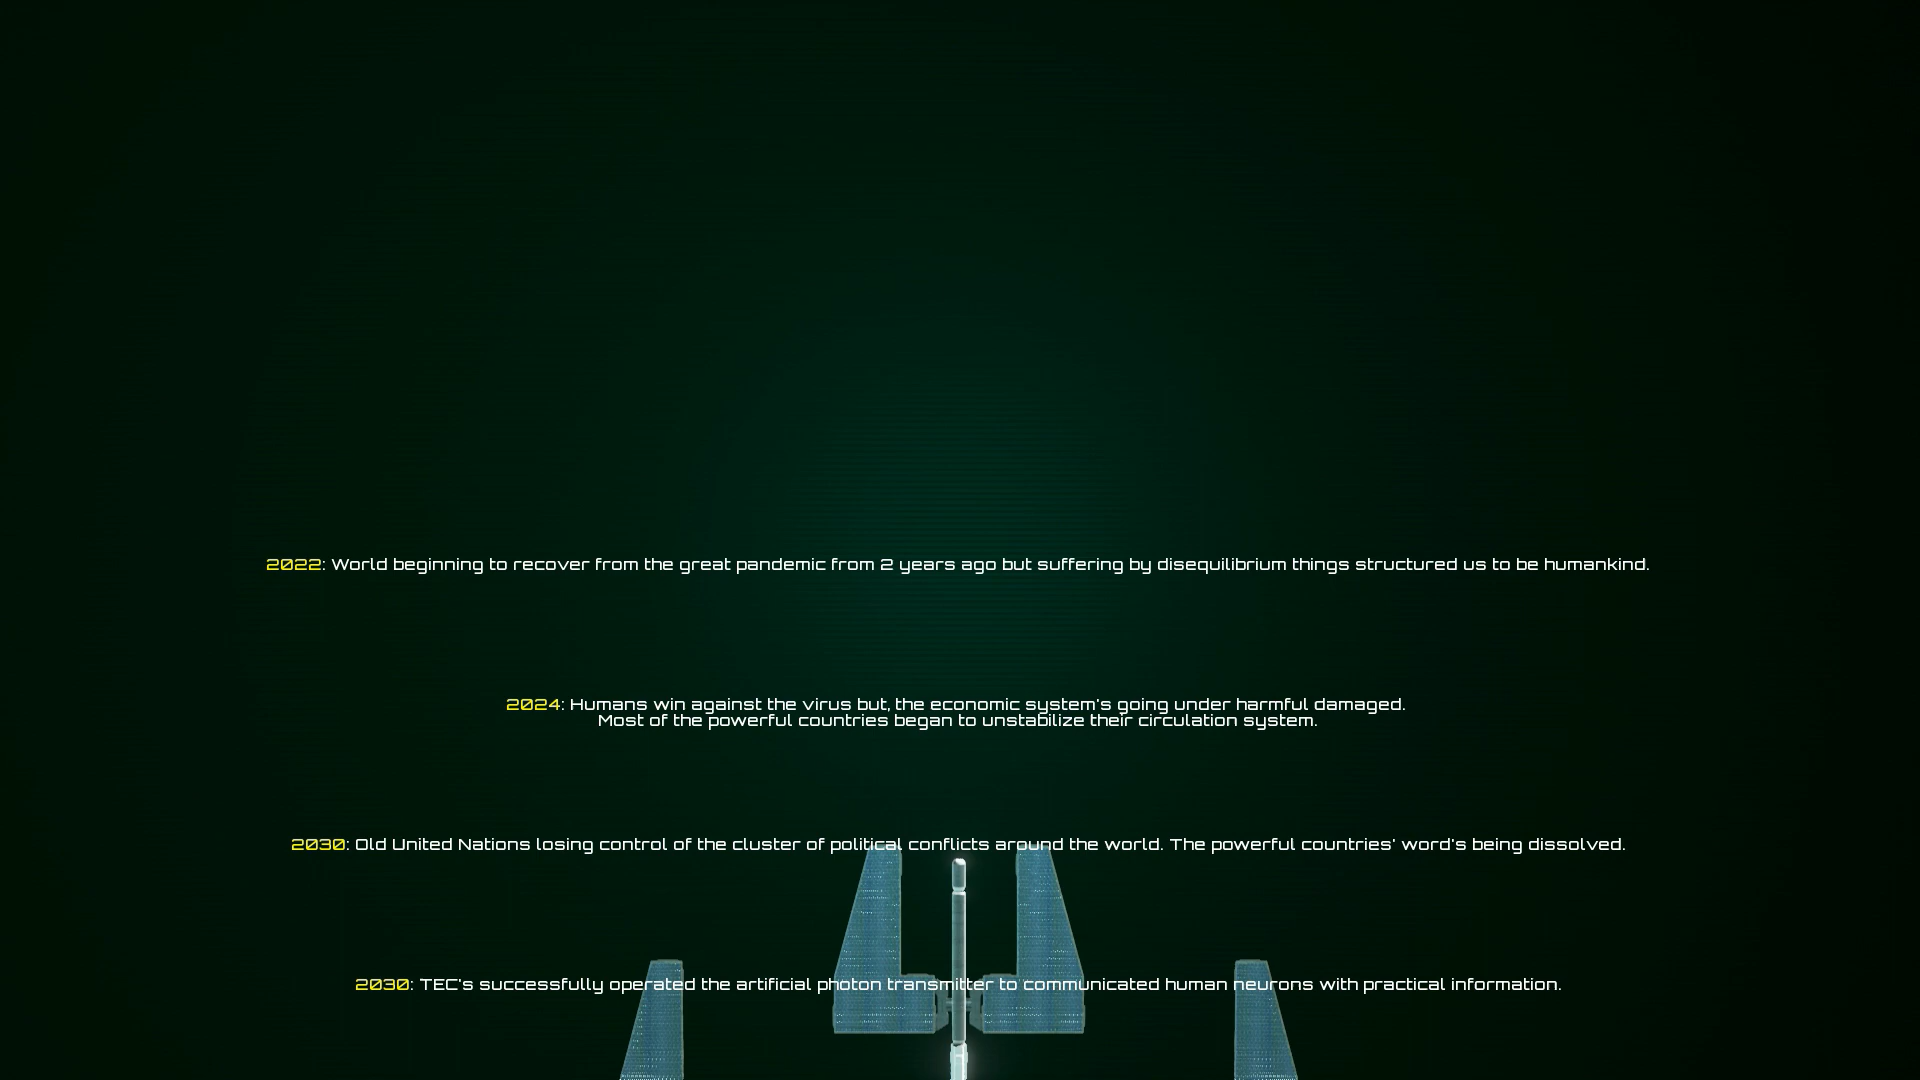 2022: World beginning to recover from the great pandemic from 2 years ago but suffering by disequilibrium things structured us to be humankind.
2024: Humans win against the virus but, the economic system's going under harmful damaged.
Most of the powerful countries began to unstabilize their circulation system.
2030: Old United Nations losing control of the cluster of political conflicts around the world. The powerful countries' word's being dissolved.
2030: TEC's successfully operated the artificial photon transmitter to communicated human neurons with practical information.